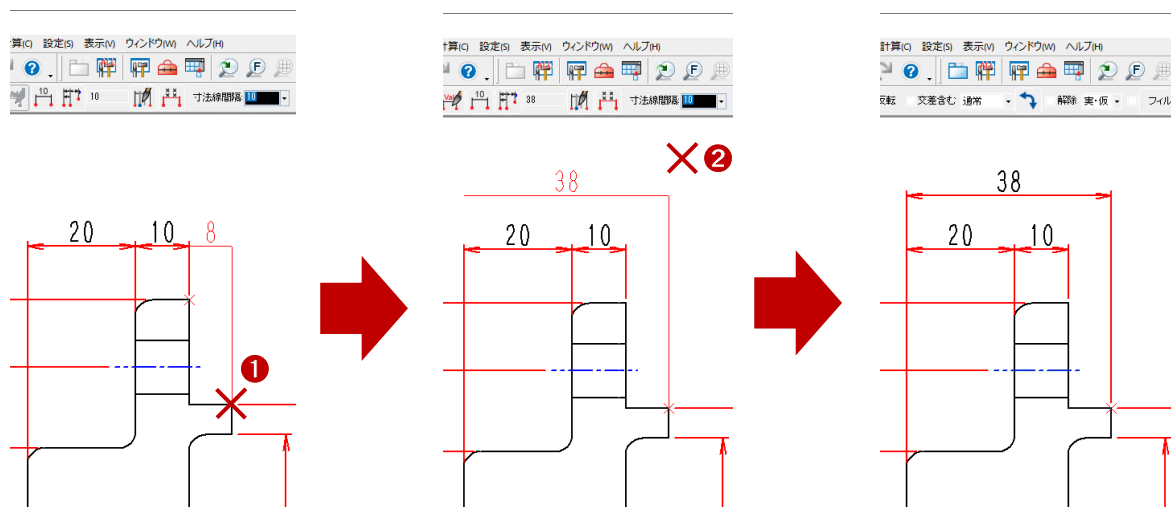 算(C) 設定(S) 表示(V) ウィンドウ(W) ヘルプ(H)
10 10 寸法線間隔: 10
20 10 8
1
計算(C) 設定(S) 表示(V) ウィンドウ(W) ヘルプ(H)
10 38 寸法線間隔: 10
2
38
20 10
計算(C) 設定(S) 表示(V) ウィンドウ(W) ヘルプ(H)
反転 交差含む 通常 解除 実・仮 フィル
38
20 10